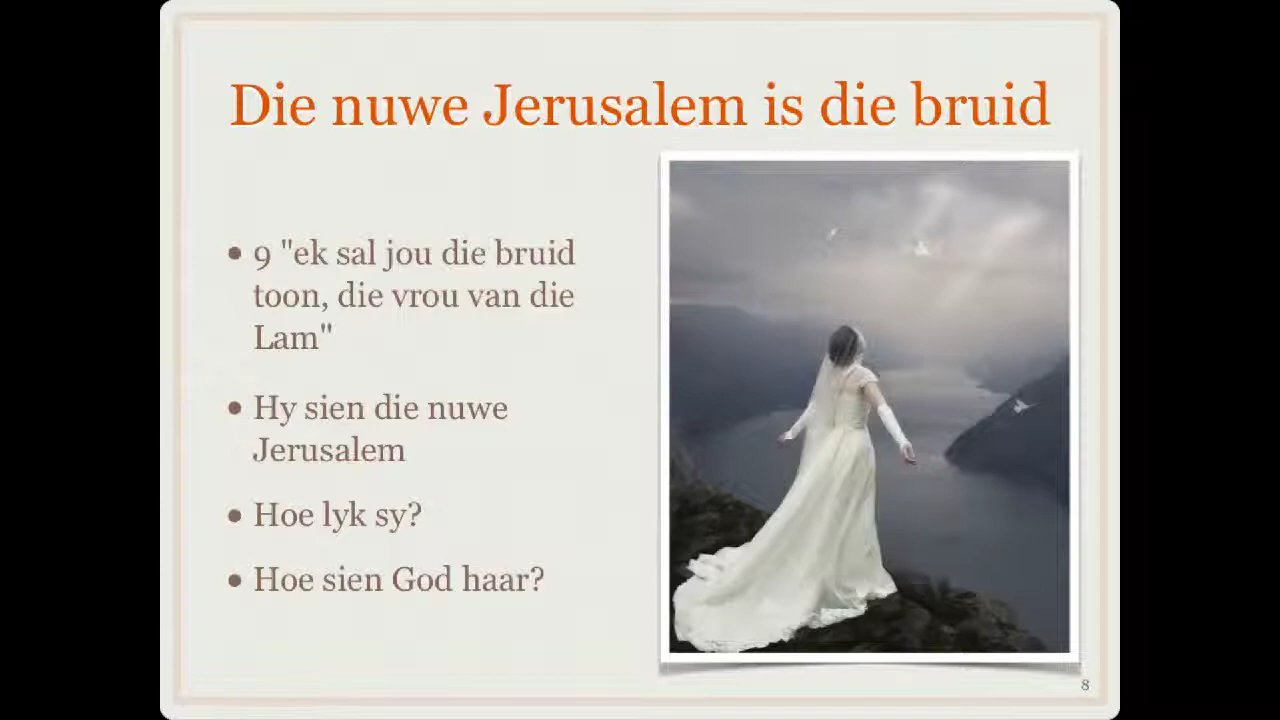 Die nuwe Jerusalem is die bruid
• 9 "ek sal jou die bruid
toon, die vrou van die
Lam"
• Hy sien die nuwe
Jerusalem
• Hoe lyk sy?
• Hoe sien God haar?
8